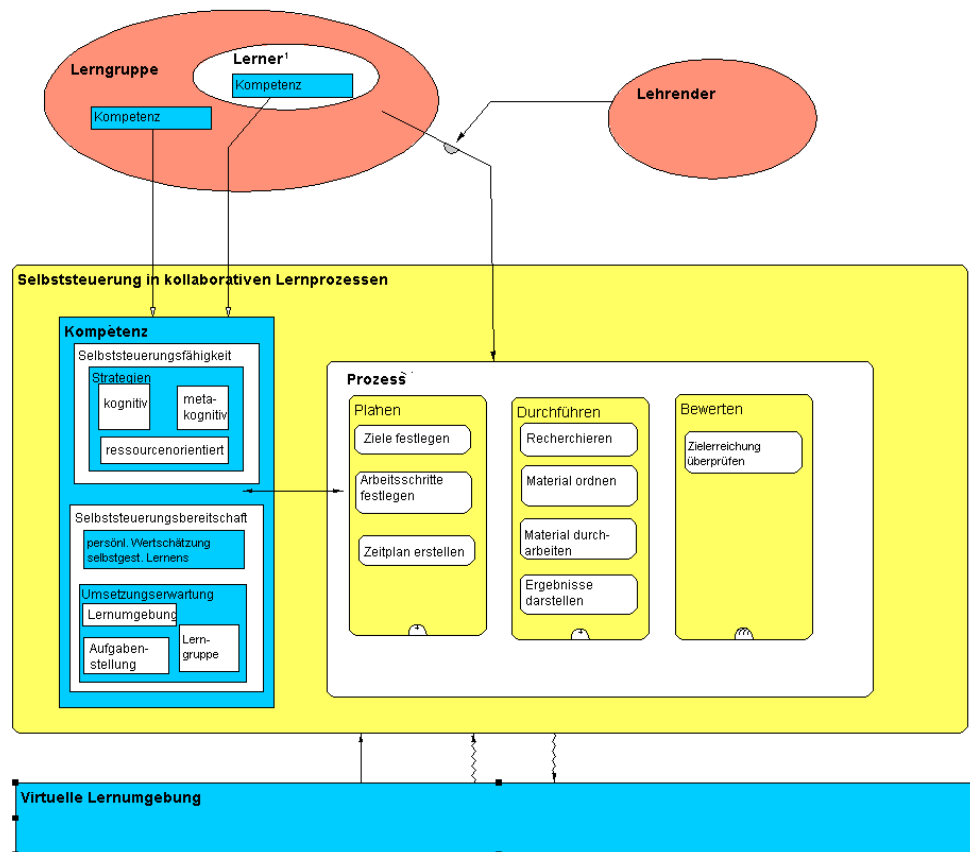 Lerngruppe
Lerner¹
Kompetenz
Kompetenz
Lehrender
Selbststeuerung in kollaborativen Lernprozessen
Kompetenz
Selbststeuerungsfähigkeit
Strategien
kognitiv
meta-
kognitiv
ressourcenorientiert
Selbststeuerungsbereitschaft
persönl. Wertschätzung
selbstgest. Lernens
Umsetzungserwartung
Lernumgebung
Aufgaben-
stellung
Lern-
gruppe
Prozess
Planen
Ziele festlegen
Arbeitsschritte
festlegen
Zeitplan erstellen
Durchführen
Recherchieren
Material ordnen
Material durch-
arbeiten
Ergebnisse
darstellen
Bewerten
Zielerreichung
überprüfen
Virtuelle Lernumgebung